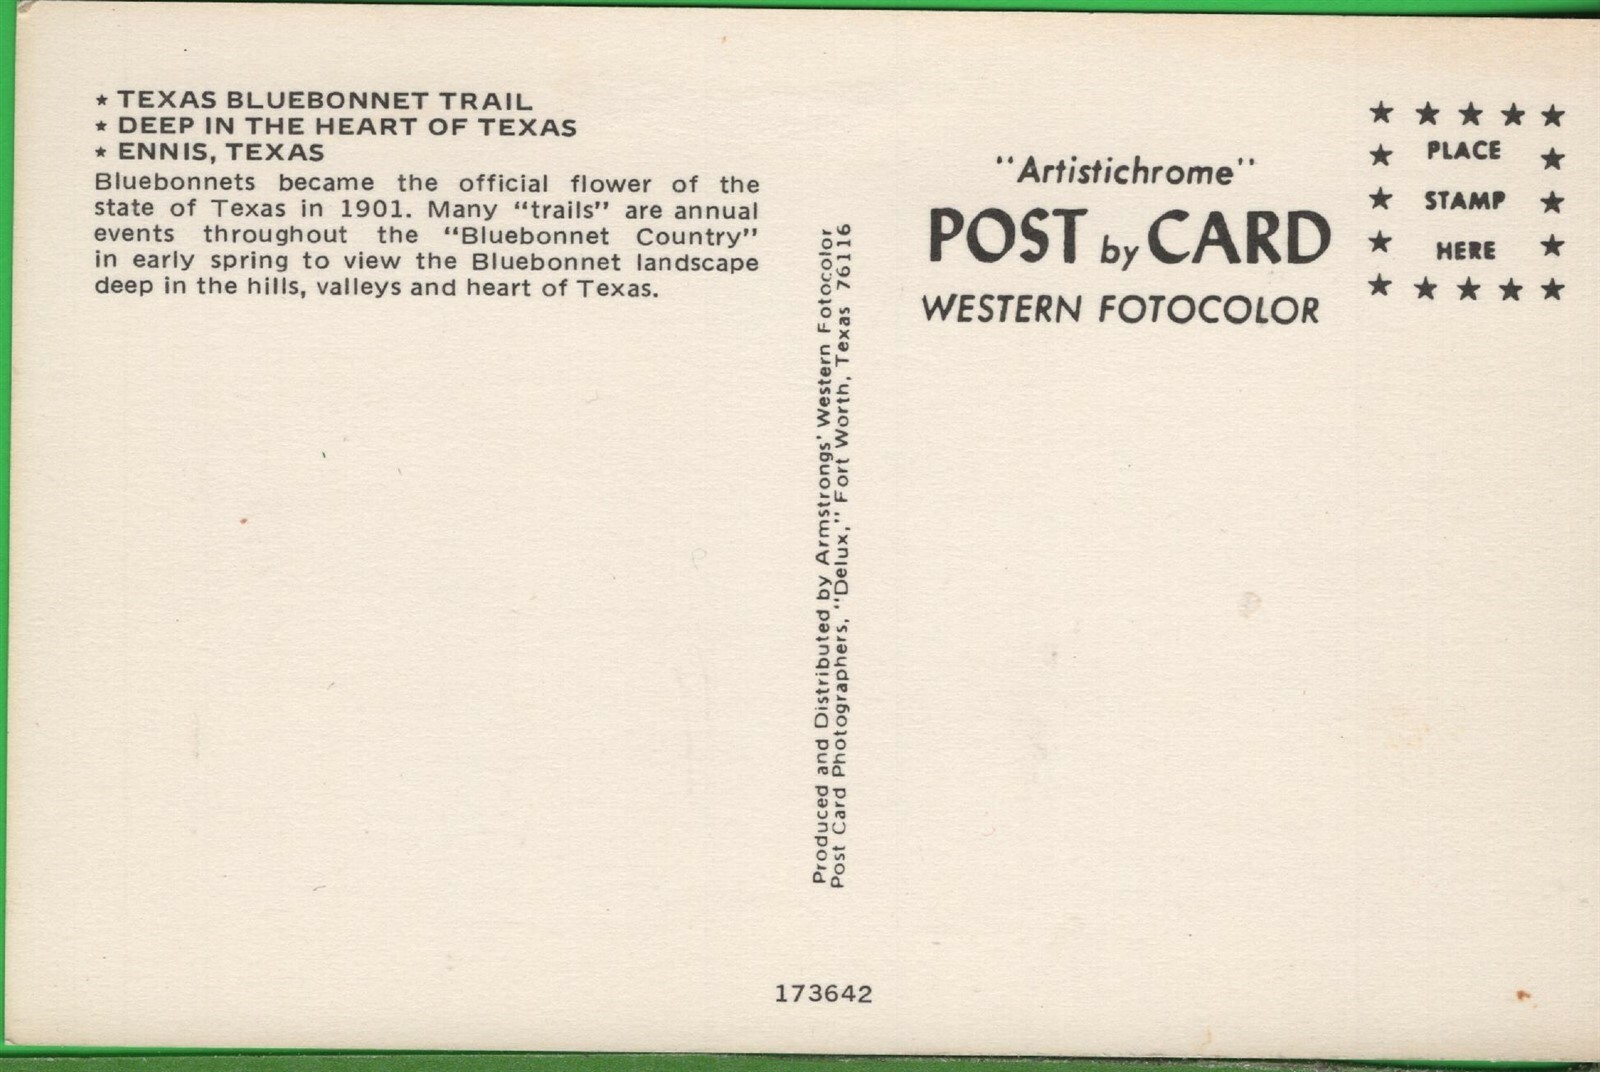 ★ TEXAS BLUEBONNET TRAIL
★ DEEP IN THE HEART OF TEXAS
★ ENNIS, TEXAS
Bluebonnets became the official flower of the
state of Texas in 1901. Many “trails” are annual
events throughout the “Bluebonnet Country”
in early spring to view the Bluebonnet landscape
deep in the hills, valleys and heart of Texas.
Produced and Distributed by Armstrongs' Western Fotocolor
Post Card Photographers, "Delux," Fort Worth, Texas 76116
"Artistichrome"
POST by CARD
WESTERN FOTOCOLOR
PLACE
STAMP
HERE
173642